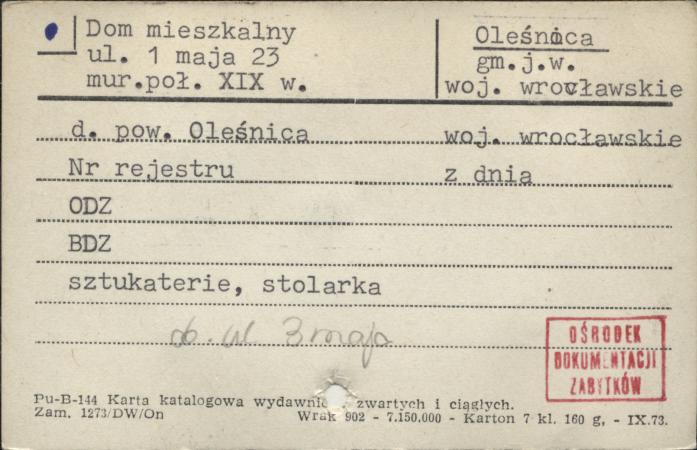 Dom mieszkalny
ul. 1 maja 23
mur.poł. XIX w.
Oleśnica
gm.j.w.
woj. wrocławskie
d. pow. Oleśnica woj. wrocławskie
Nr rejestru z dnia
ODZ
BDZ
sztukaterie, stolarka
ob. ul 3 maja
OŚRODEK
DOKUMENTACJI
ZABYTKÓW
Pu-B-144 Karta katalogowa wydawnic zwartych i ciągłych.
Zam. 1273/DW/On Wrak 902 - 7.150.000 - Karton 7 kl. 160 g, - IX.73.